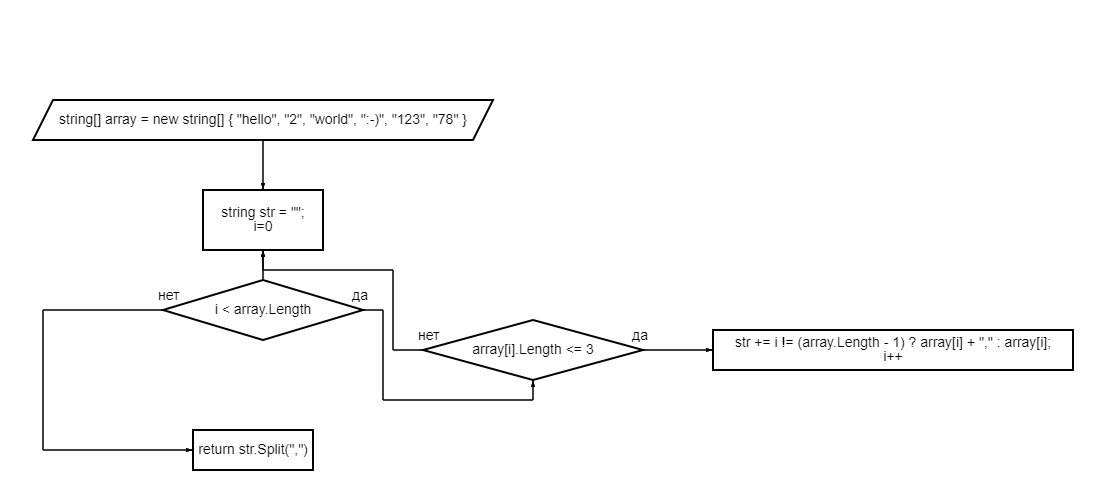 string[] array = new string[] { "hello", "2", "world", ":-)", "123", "78" }
string str = "";
i=0
нет
i < array.Length
да
нет
array[i].Length <= 3
да
str += i != (array.Length - 1) ? array[i] + "," : array[i];
i++
return str.Split(",")